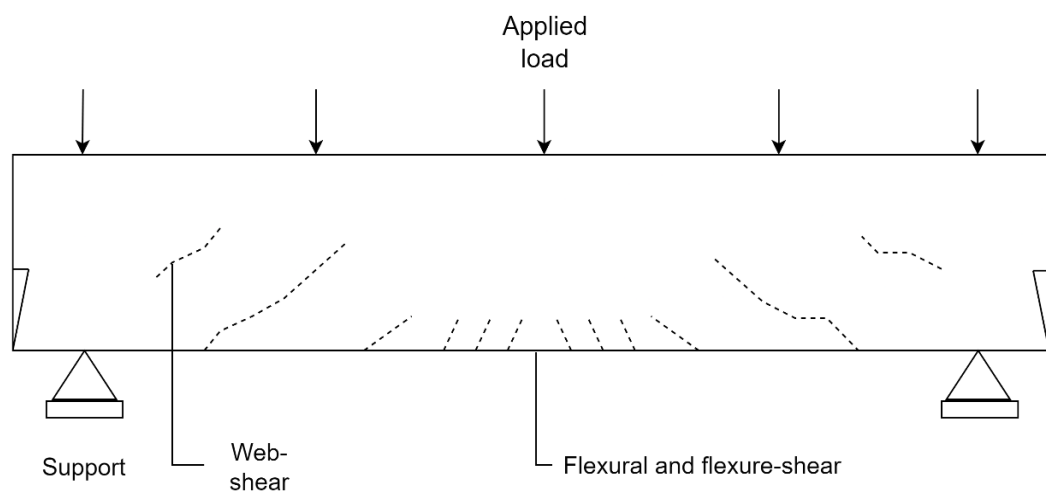 Applied
load
Support
Web-
shear
Flexural and flexure-shear